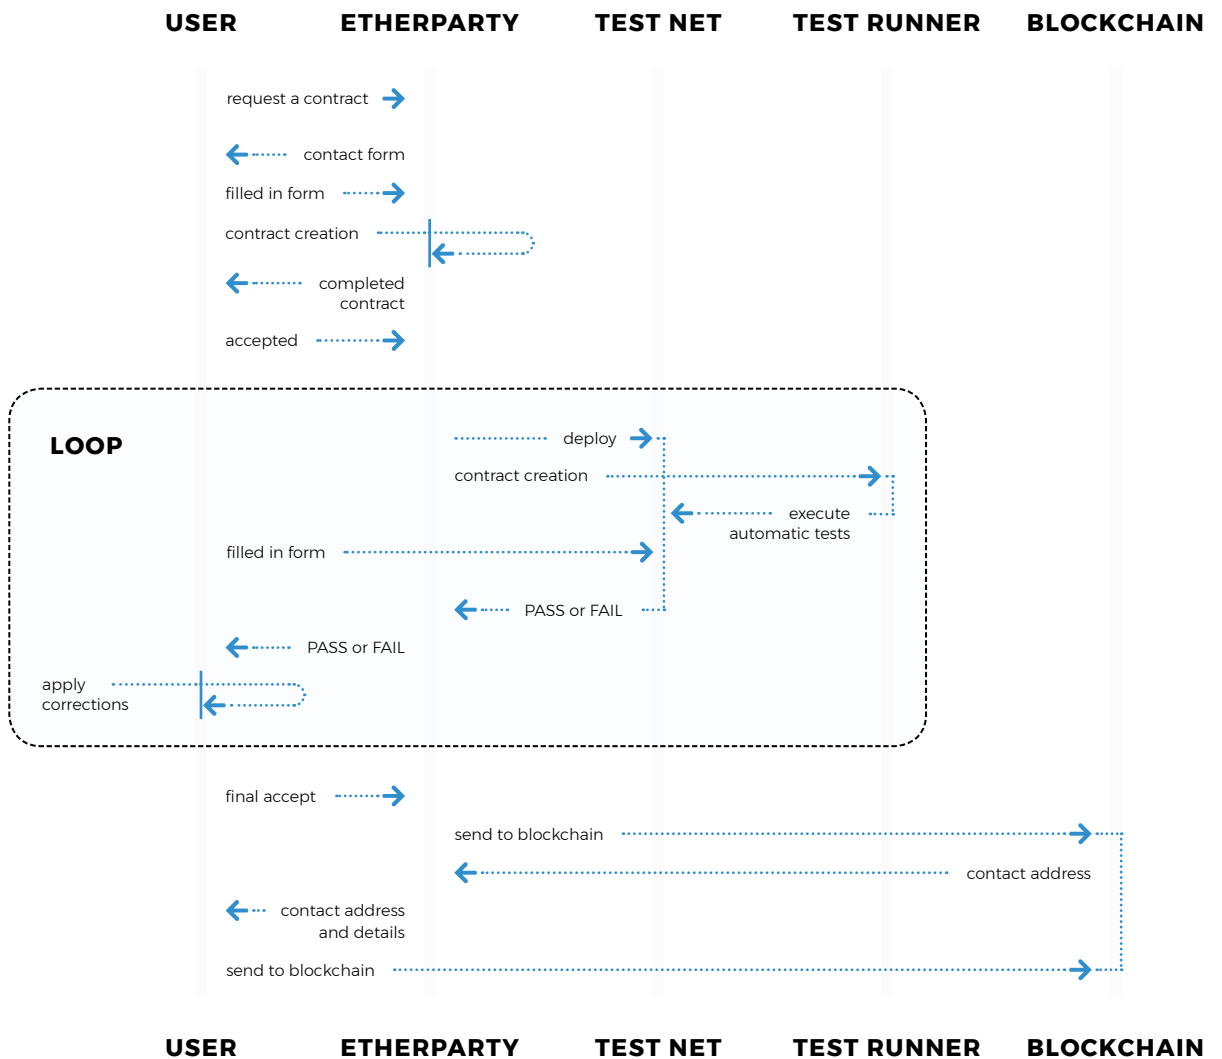 USER ETHERPARTY TEST NET TEST RUNNER BLOCKCHAIN
request a contract
contact form
filled in form
contract creation
completed
contract
accepted
LOOP
deploy
contract creation
execute
automatic tests
filled in form
PASS or FAIL
PASS or FAIL
apply
corrections
final accept
send to blockchain
contact address
contact address
and details
send to blockchain
USER ETHERPARTY TEST NET TEST RUNNER BLOCKCHAIN